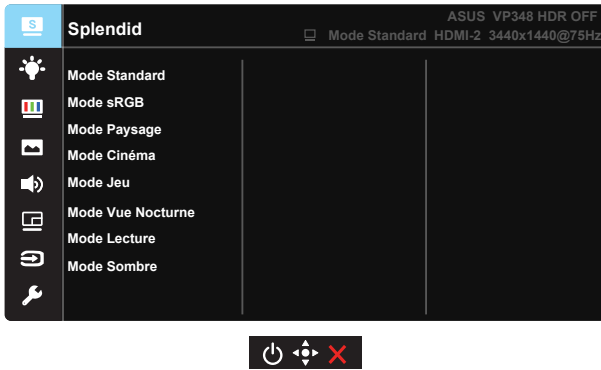 S
Splendid
ASUS VP348 HDR OFF
Mode Standard HDMI-2 3440x1440@75Hz
Mode Standard
Mode sRGB
Mode Paysage
Mode Cinéma
Mode Jeu
Mode Vue Nocturne
Mode Lecture
Mode Sombre